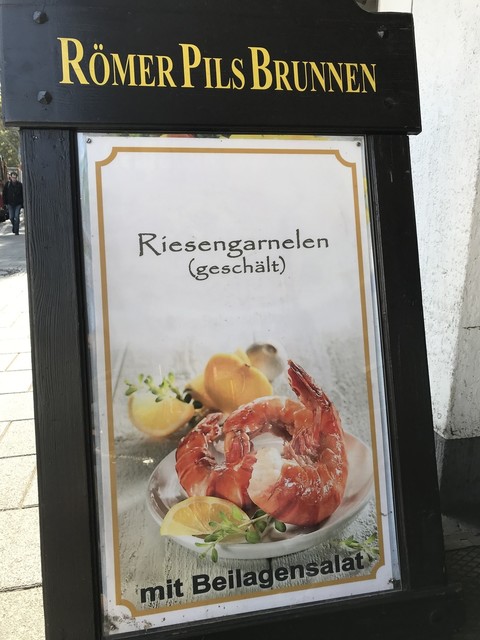 RÖMER PILS BRUNNEN
Riesengarnelen
(geschält)
mit Beilagensalat